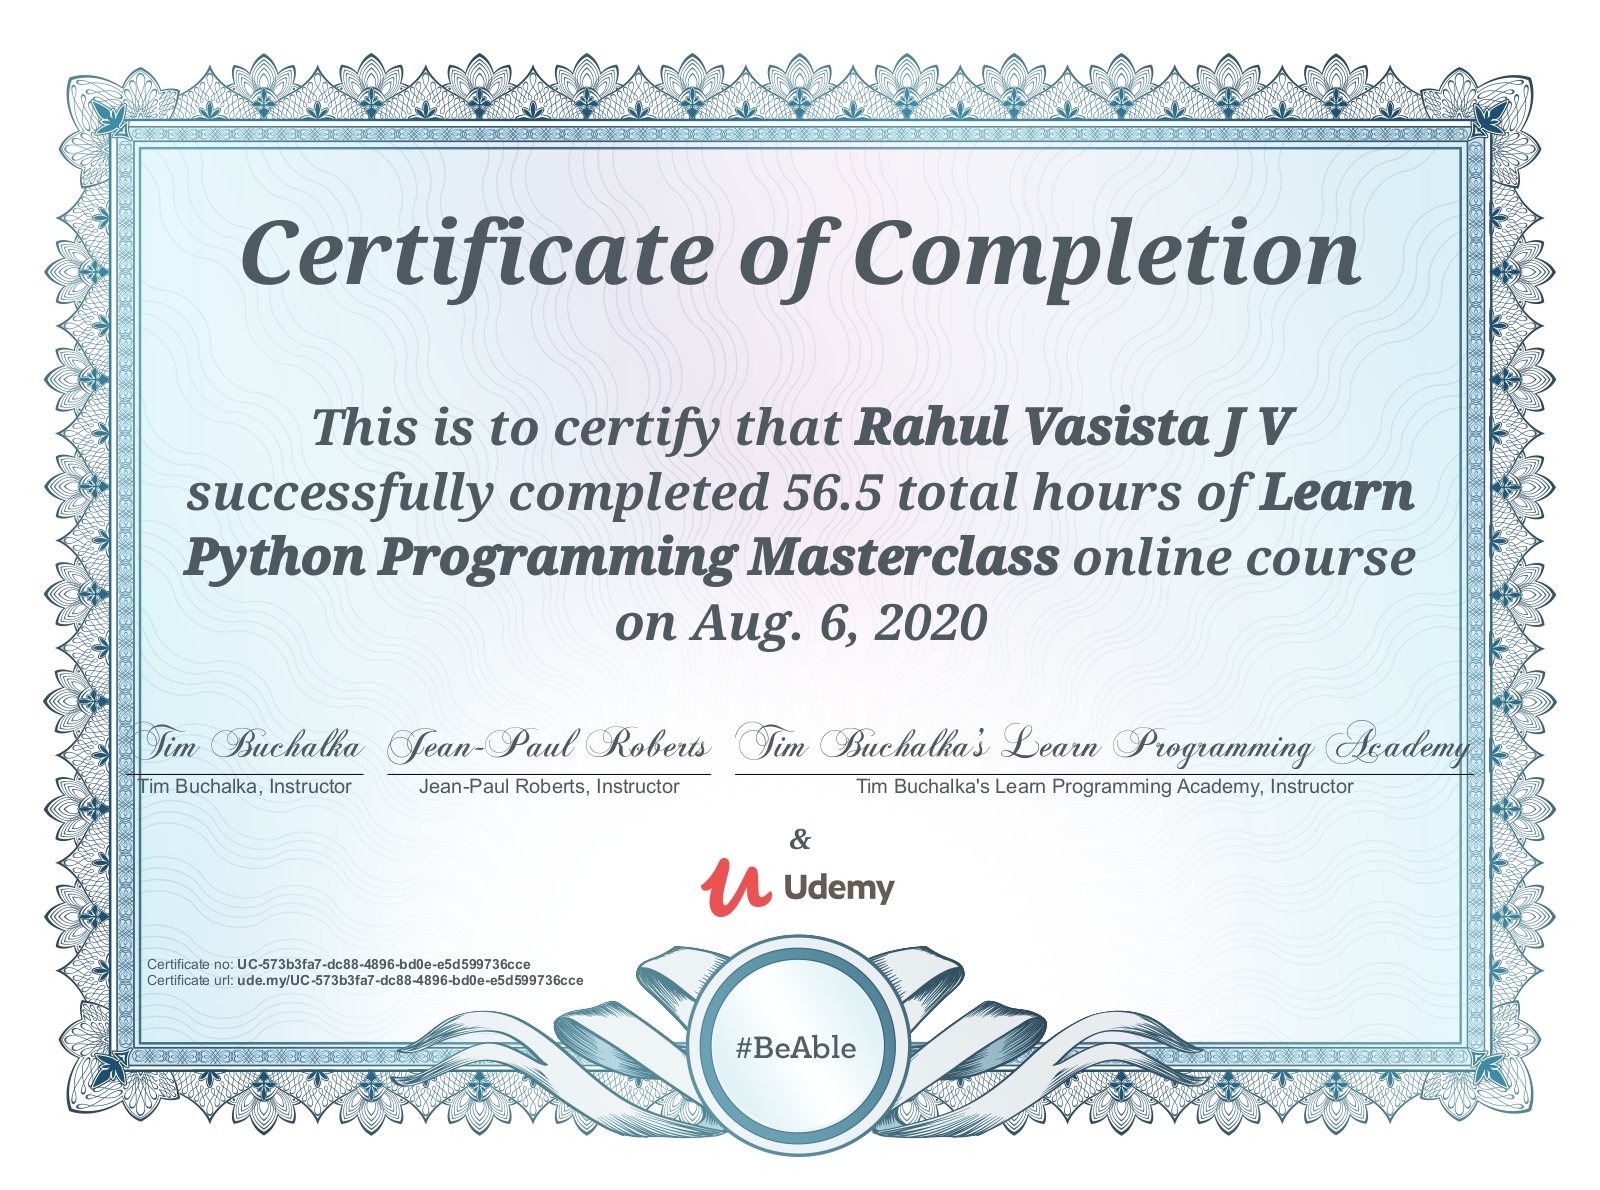 Certificate of Completion
This is to certify that Rahul Vasista J V
successfully completed 56.5 total hours of Learn
Python Programming Masterclass online course
on Aug. 6, 2020
Tim Buchalka Jean-Paul Roberts Tim Buchalka's Learn Programming Academy
Tim Buchalka, Instructor Jean-Paul Roberts, Instructor Tim Buchalka's Learn Programming Academy, Instructor
&
Udemy
Certificate no: UC-573b3fa7-dc88-4896-bd0e-e5d599736cce
Certificate url: ude.my/UC-573b3fa7-dc88-4896-bd0e-e5d599736cce
#BeAble